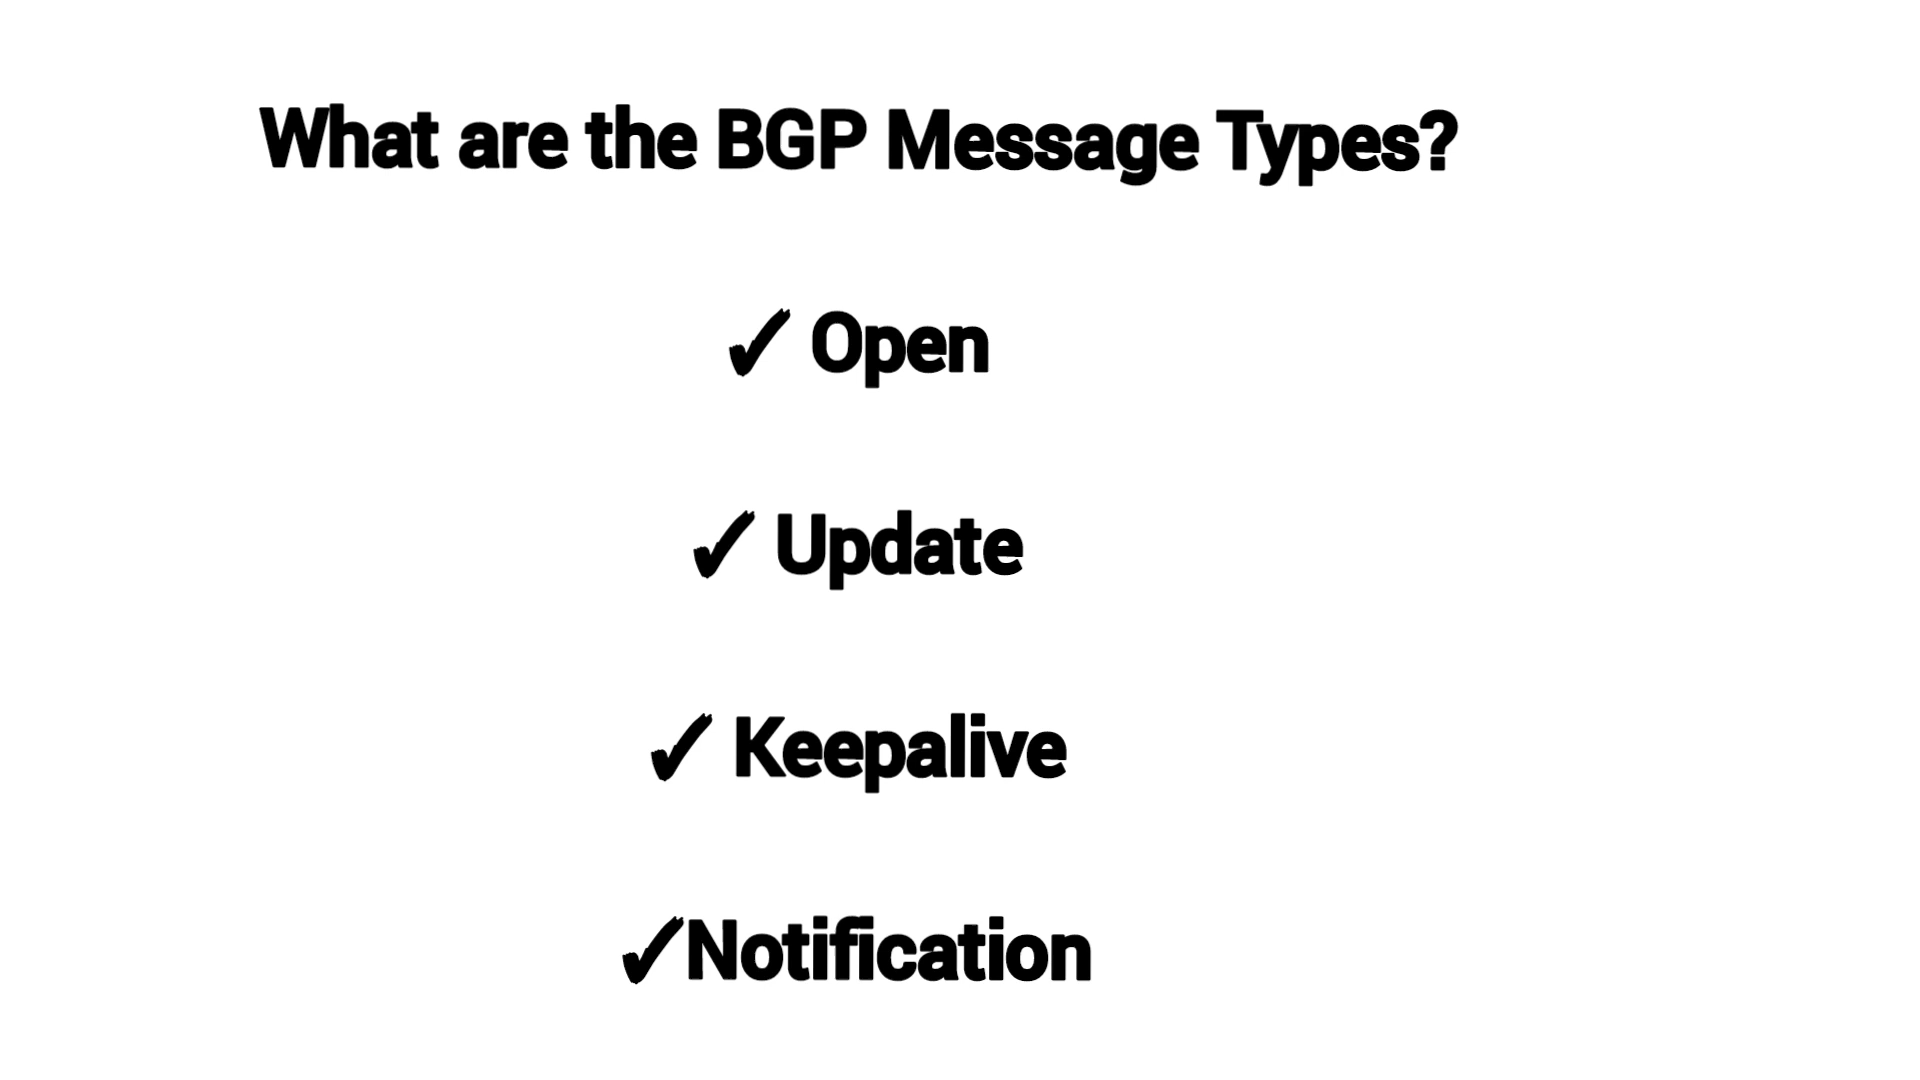 What are the BGP Message Types?
✓ Open
✓ Update
✓ Keepalive
✓Notification